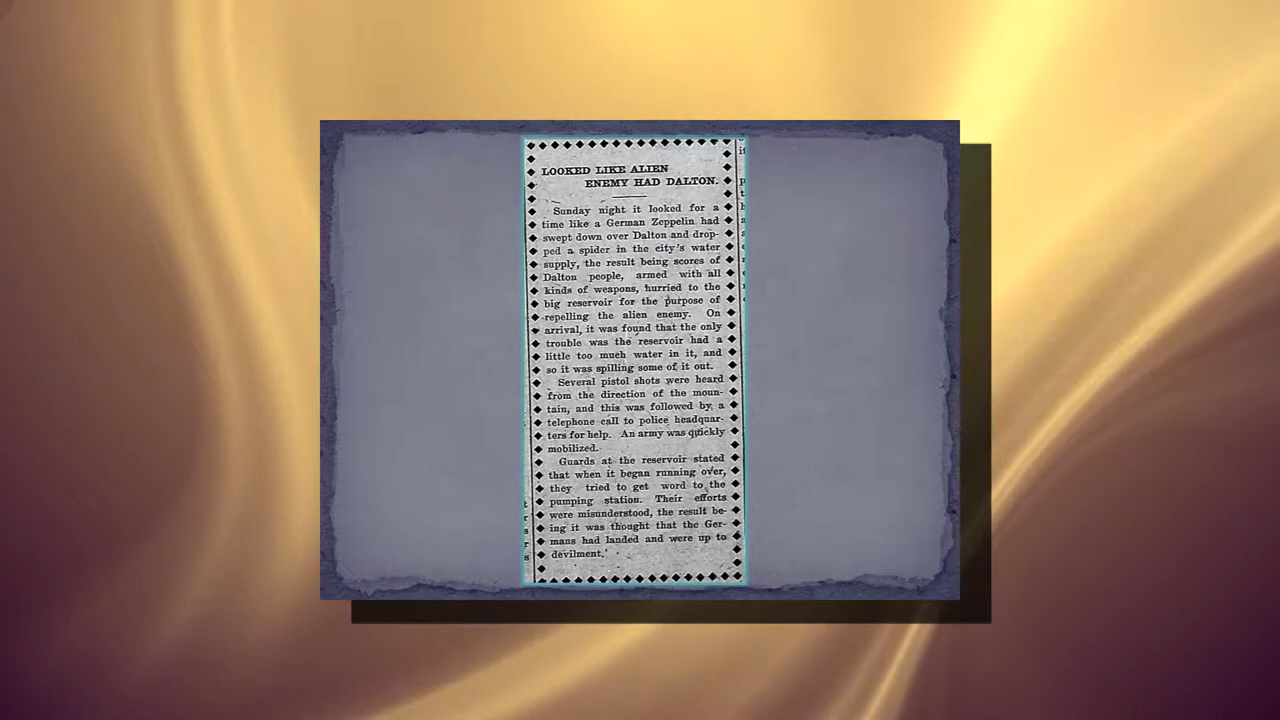 LOOKED LIKE ALIEN
ENEMY HAD DALTON.
Sunday night it looked for a
time like a German Zeppelin had
swept down over Dalton and drop-
ped a spider in the city's water
supply, the result being scores of
Dalton people, armed with all
kinds of weapons, hurried to the
big reservoir for the purpose of
repelling the alien enemy. On
arrival, it was found that the only
trouble was the reservoir had a
little too much water in it, and
so it was spilling some of it out.
Several pistol shots were heard
from the direction of the moun-
tain, and this was followed by a
telephone call to police headquar-
ters for help. An army was quickly
mobilized.
Guards at the reservoir stated
that when it began running over,
they tried to get word to the
pumping station. Their efforts
were misunderstood, the result be-
ing it was thought that the Ger-
mans had landed and were up to
devilment.